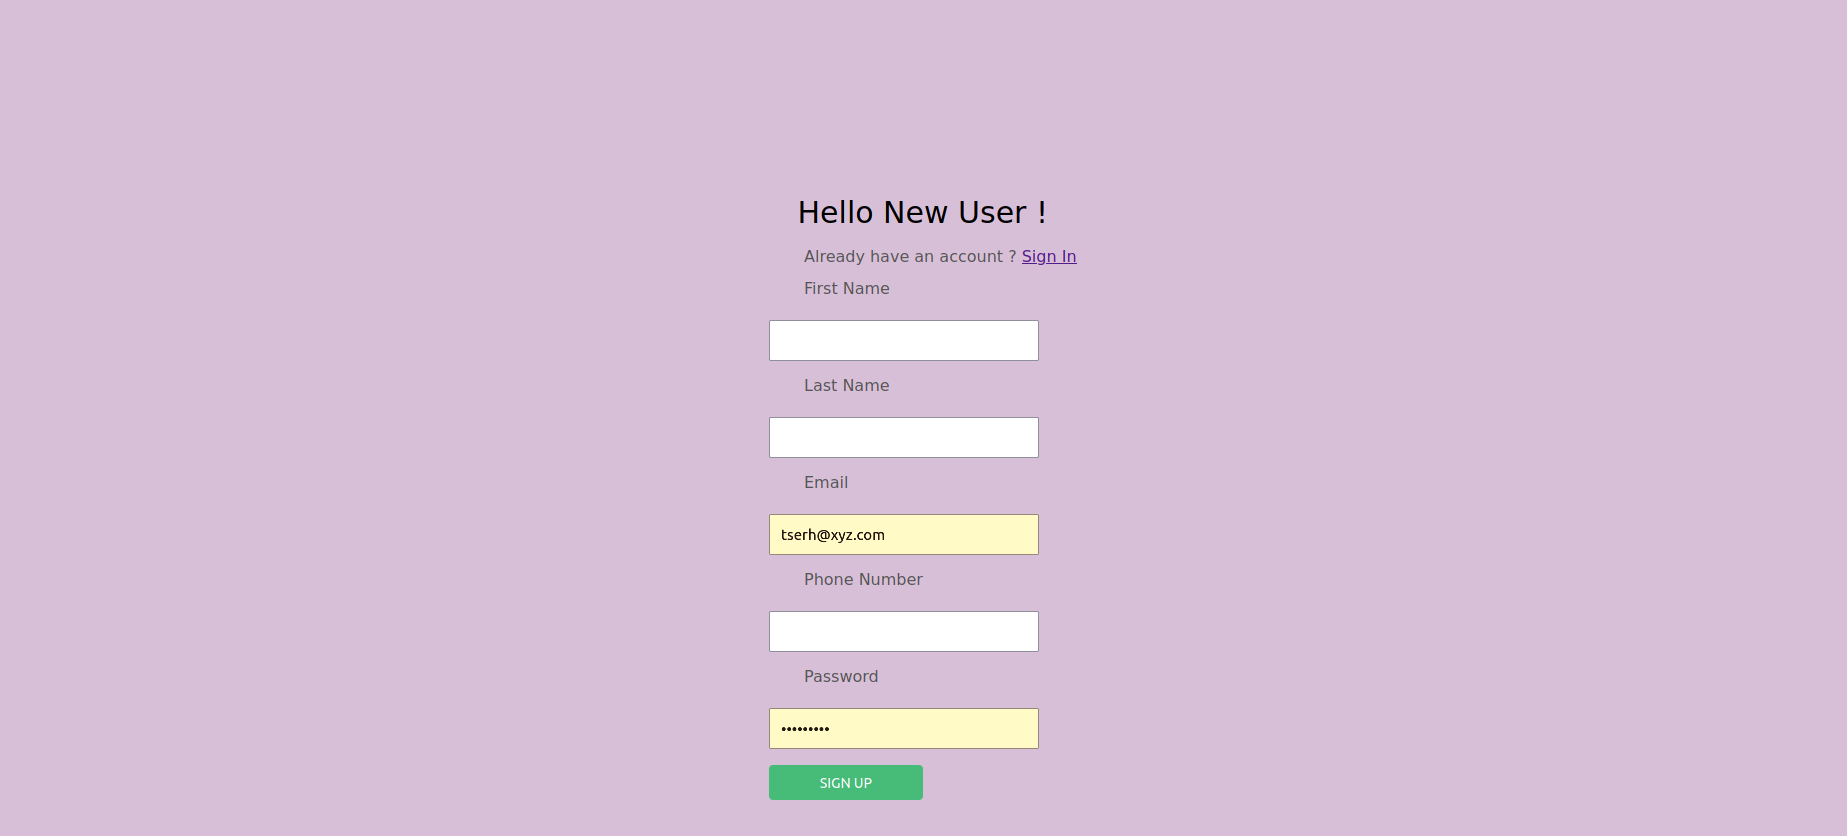 Hello New User !
Already have an account ? Sign In
First Name
Last Name
Email
tserh@xyz.com
Phone Number
Password
•••••••••
SIGN UP